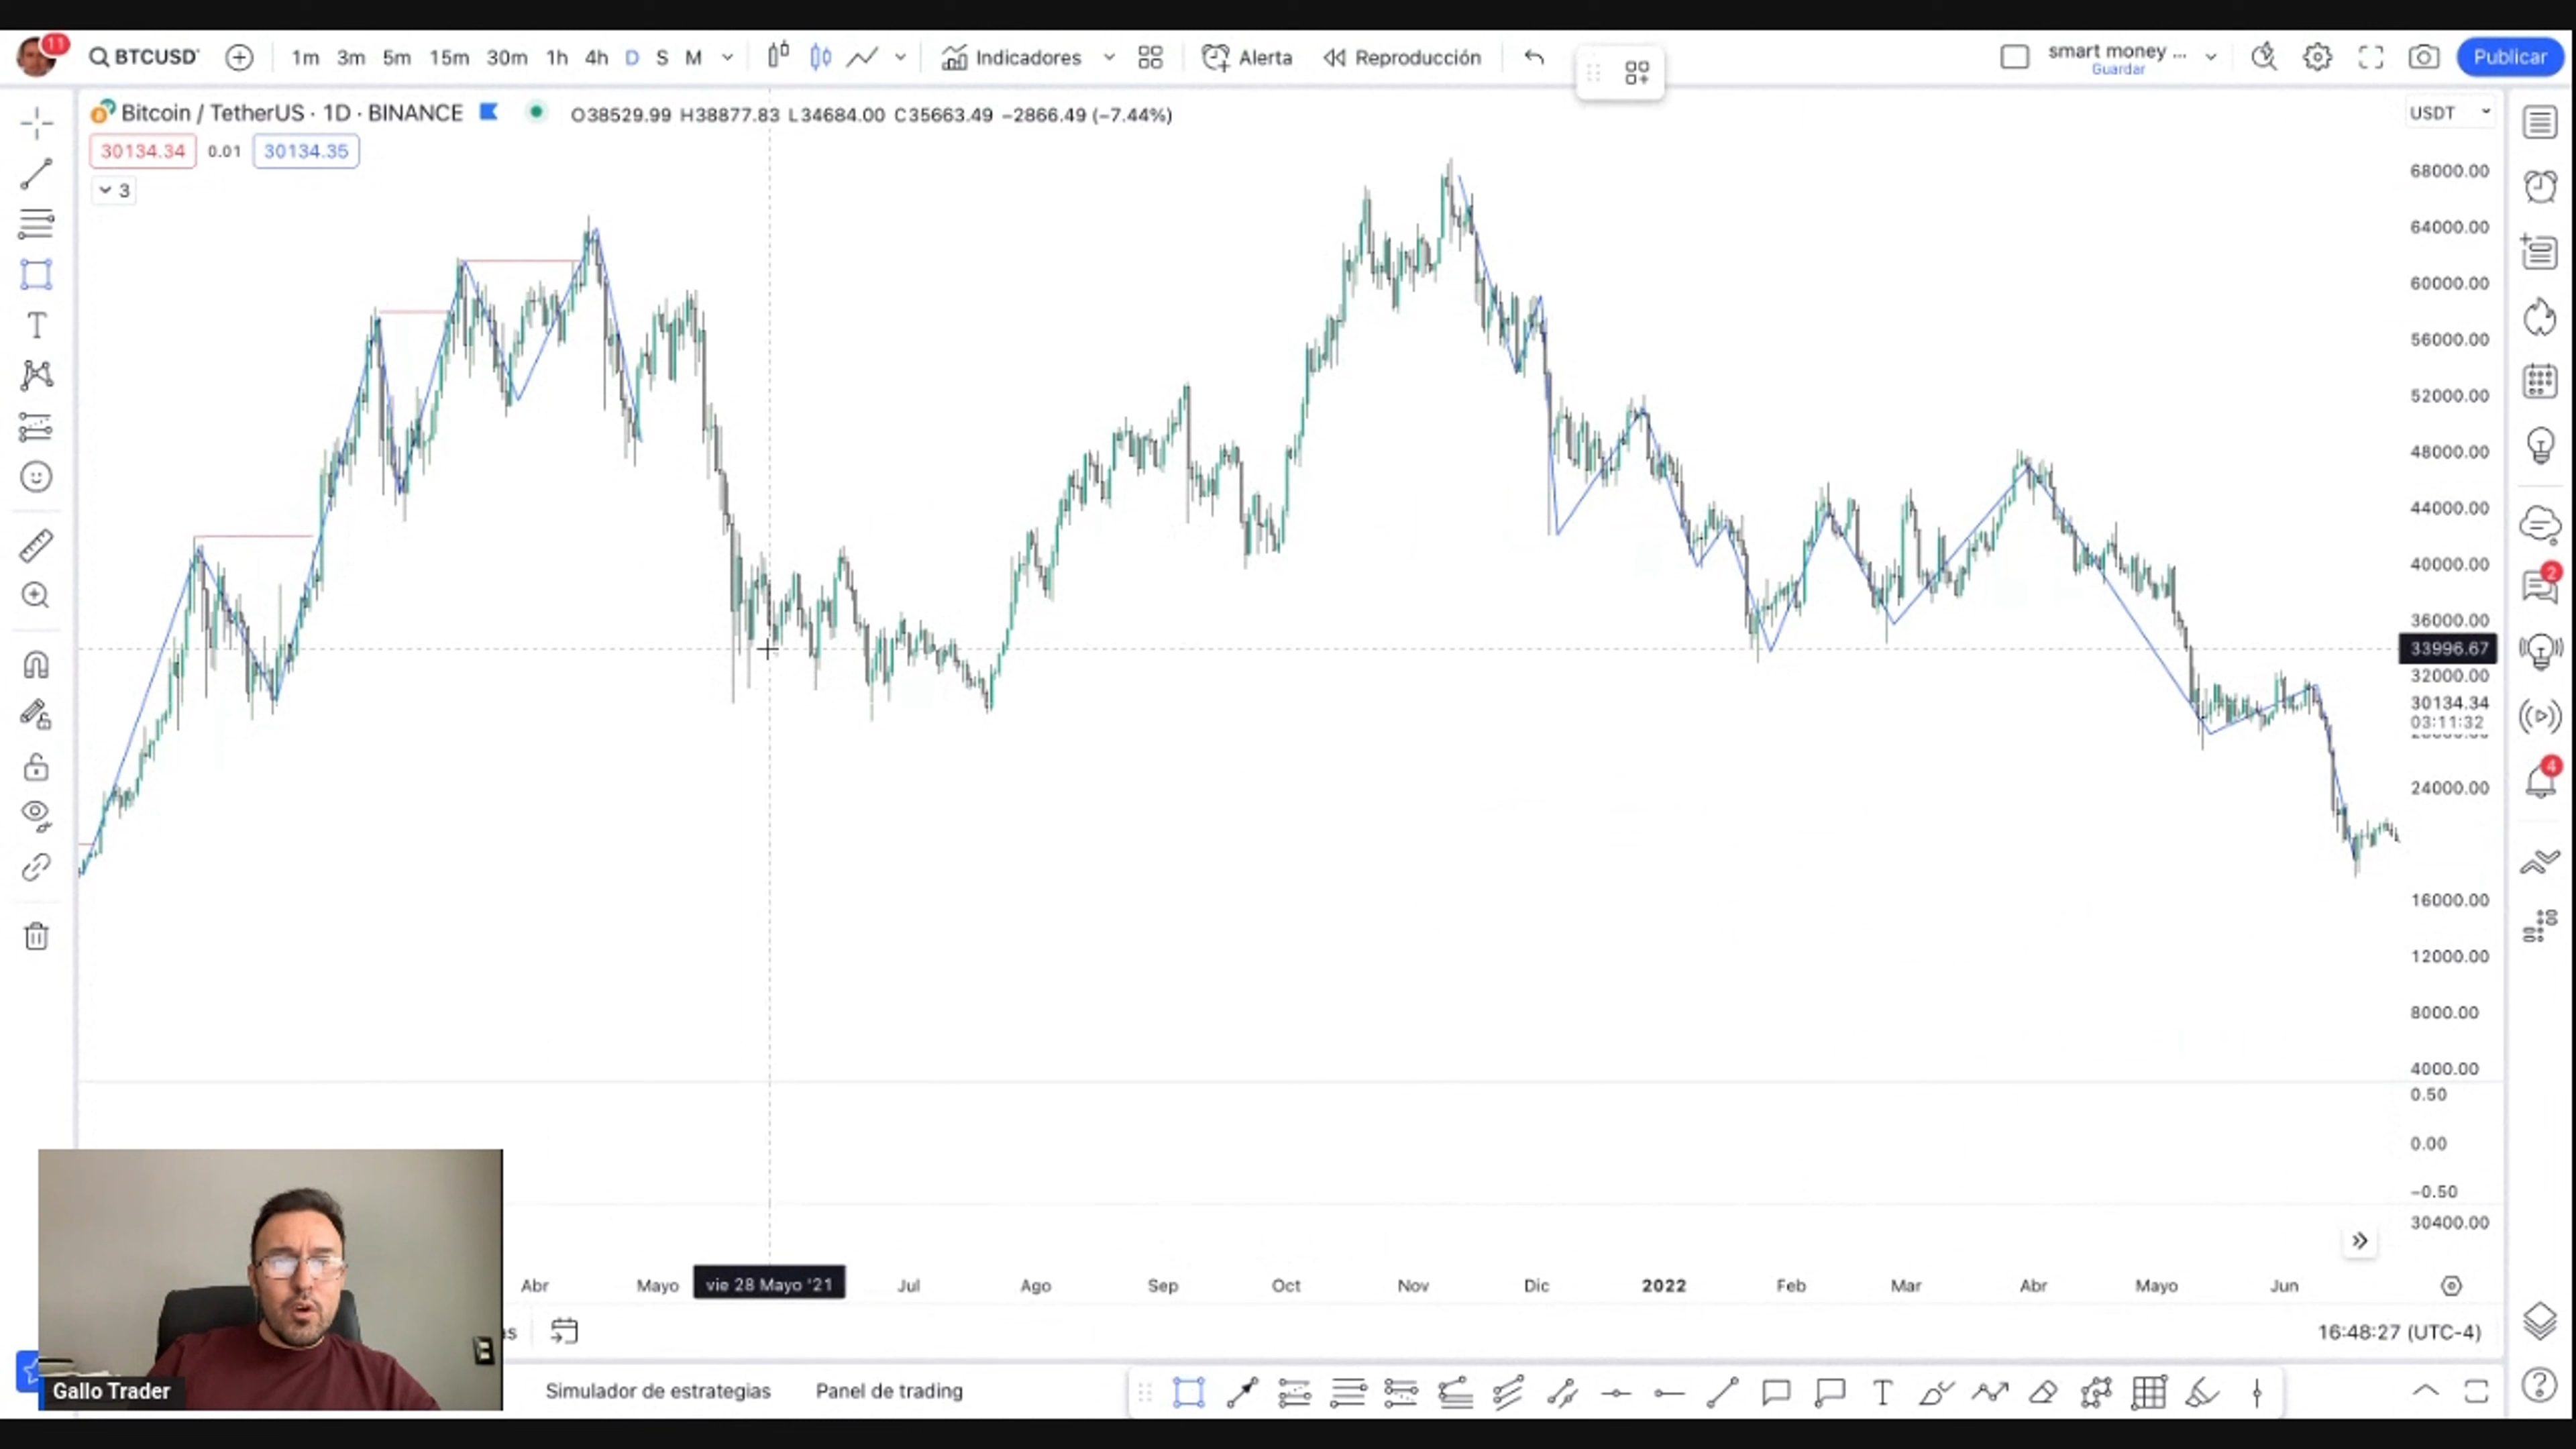 11
BTCUSD
1m 3m 5m 15m 30m 1h 4h D S M
Indicadores
Alerta
Reproducción
smart money ...
Guardar
Publicar
Bitcoin / TetherUS · 1D · BINANCE
O38529.99 H38877.83 L34684.00 C35663.49 −2866.49 (−7.44%)
USDT
30134.34 0.01 30134.35
3
68000.00
64000.00
60000.00
56000.00
52000.00
48000.00
44000.00
40000.00
2
36000.00
33996.67
32000.00
30134.34
03:11:32
4
24000.00
16000.00
12000.00
8000.00
4000.00
0.50
0.00
−0.50
30400.00
Abr Mayo vie 28 Mayo '21 Jul Ago Sep Oct Nov Dic 2022 Feb Mar Abr Mayo Jun
16:48:27 (UTC-4)
Gallo Trader
Simulador de estrategias Panel de trading